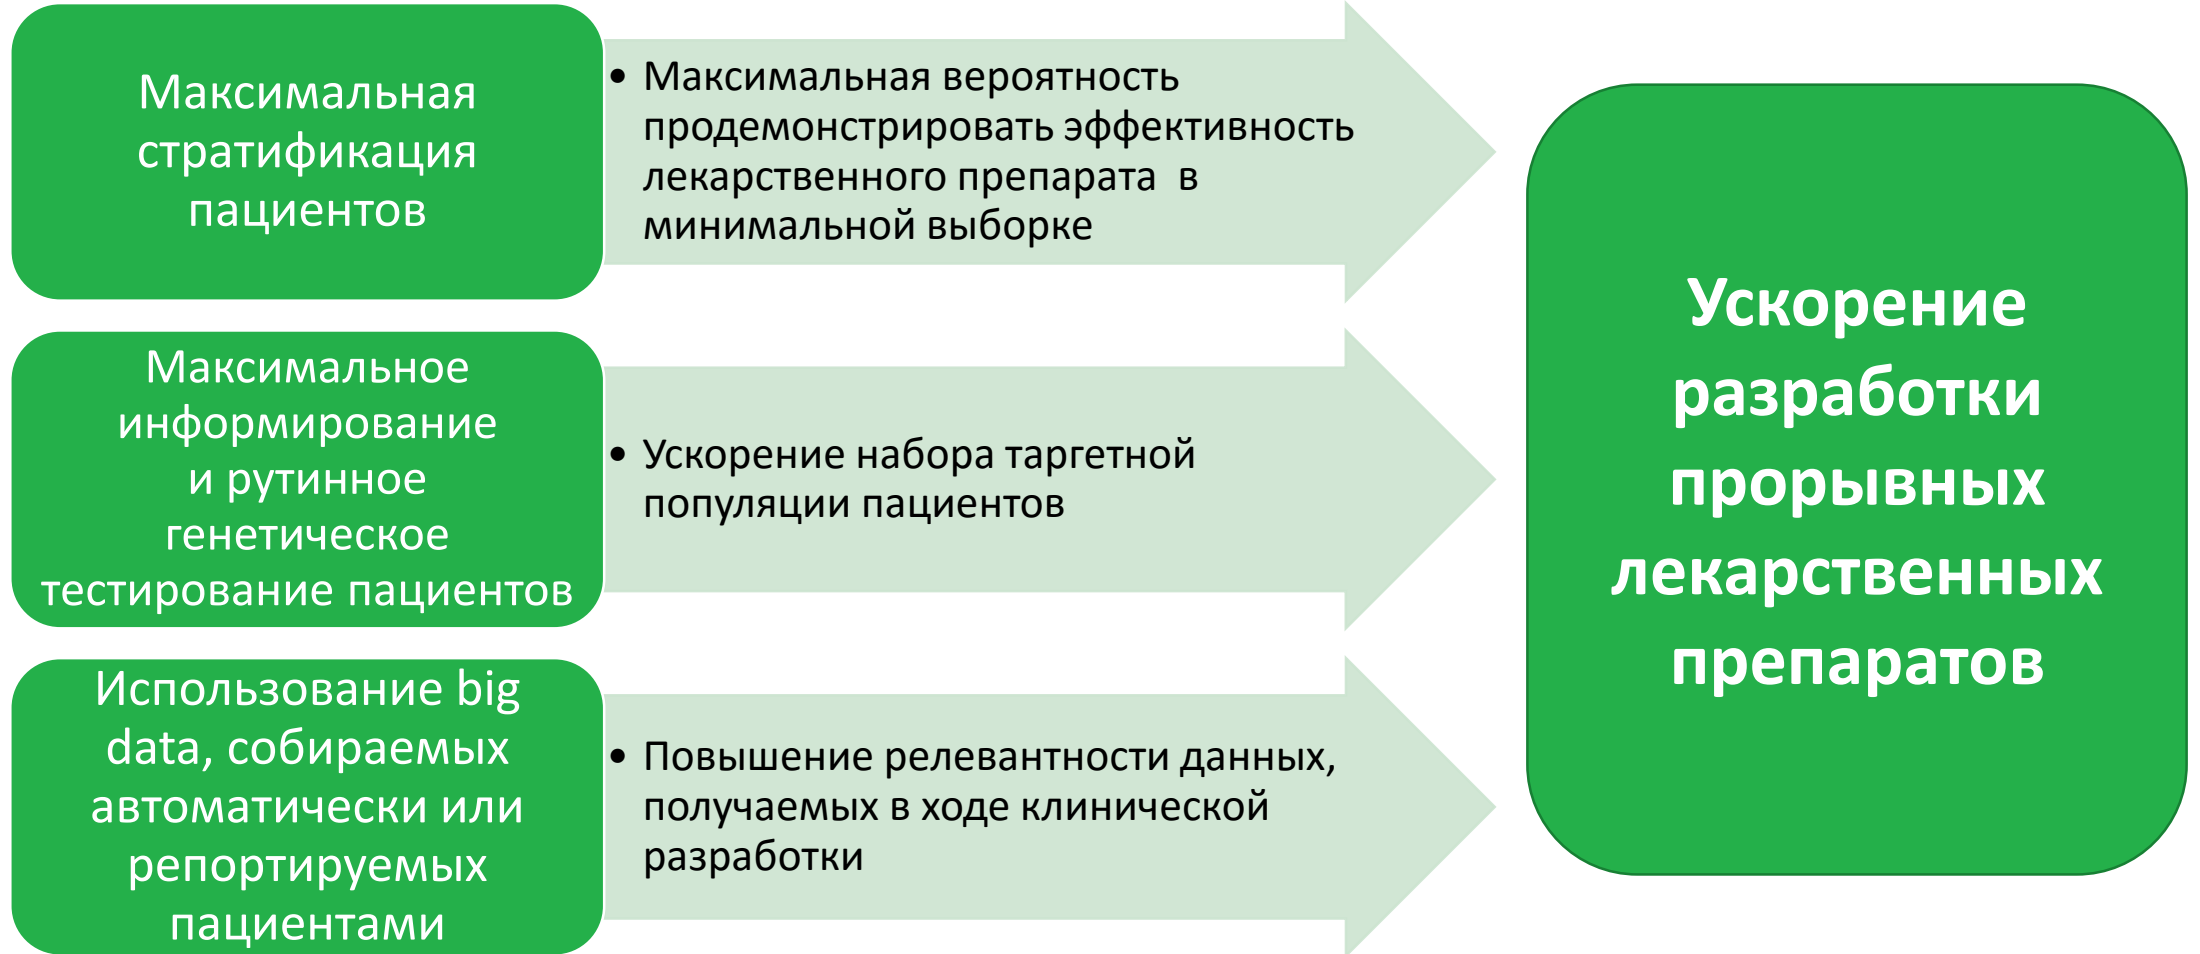 Максимальная
стратификация
пациентов
• Максимальная вероятность
продемонстрировать эффективность
лекарственного препарата в
минимальной выборке
Максимальное
информирование
и рутинное
генетическое
тестирование пациентов
• Ускорение набора таргетной
популяции пациентов
Использование big
data, собираемых
автоматически или
репортируемых
пациентами
• Повышение релевантности данных,
получаемых в ходе клинической
разработки
Ускорение
разработки
прорывных
лекарственных
препаратов